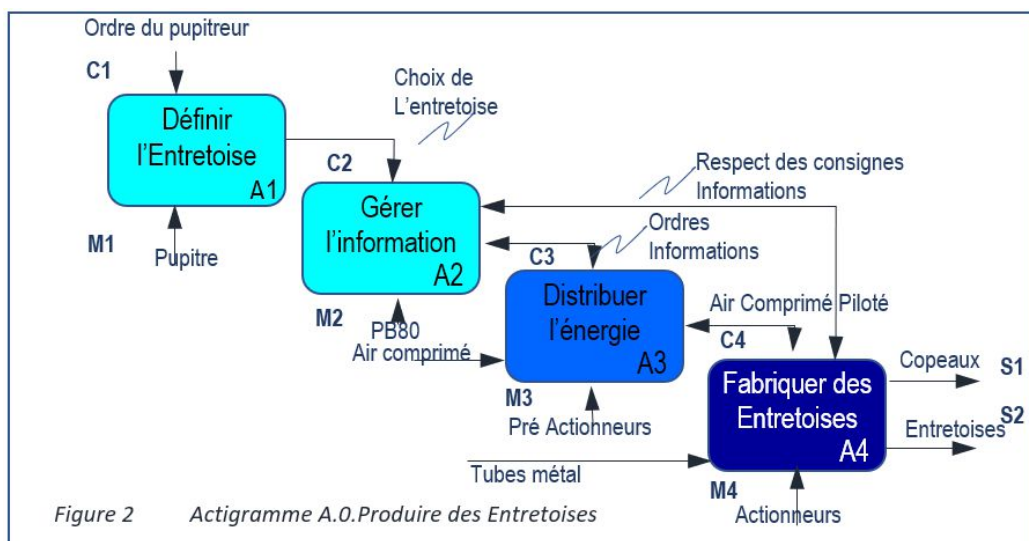 Ordre du pupitreur
C1
Définir
l'Entretoise
A1
M1
Pupitre
Choix de
L'entretoise
C2
Gérer
l'information
A2
M2
PB80
Air comprimé
Respect des consignes
Informations
Ordres
Informations
C3
Distribuer
l'énergie
A3
M3
Pré Actionneurs
Air Comprimé Piloté
C4
Fabriquer des
Entretoises
A4
Copeaux
S1
S2
Entretoises
Tubes métal
M4
Actionneurs
Figure 2 Actigramme A.0.Produire des Entretoises